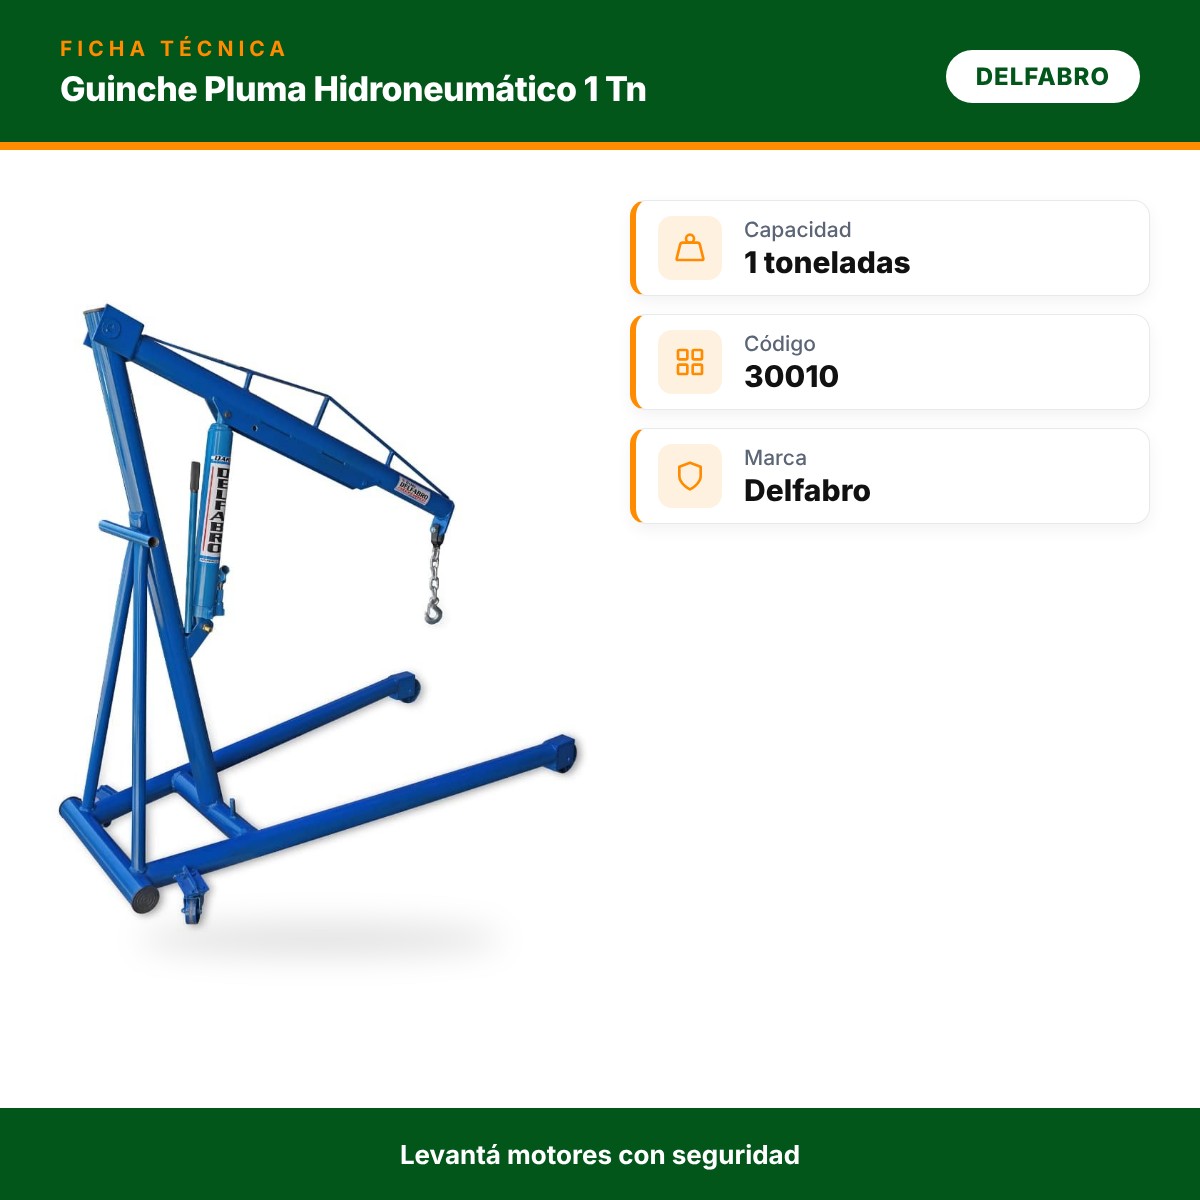 FICHA TÉCNICA
Guinche Pluma Hidroneumático 1 Tn
DELFABRO
Capacidad
1 toneladas
Código
30010
Marca
Delfabro
DELFABRO
DELFABRO
Levantá motores con seguridad